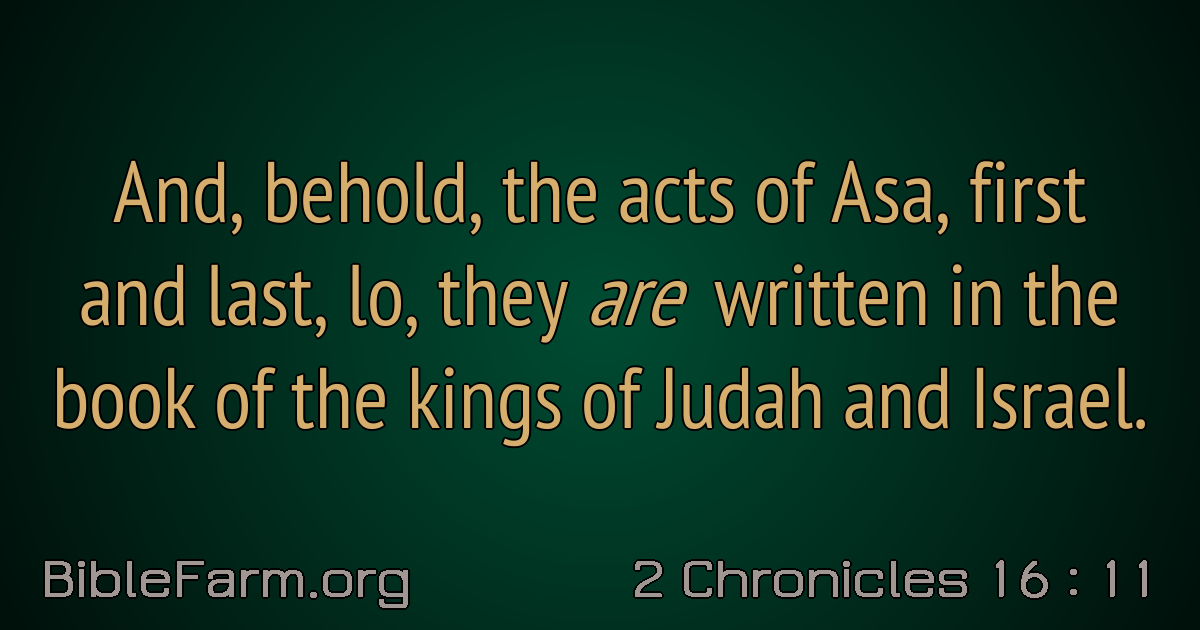 And, behold, the acts of Asa, first
and last, lo, they are written in the
book of the kings of Judah and Israel.
BibleFarm.org
2 Chronicles 16 : 11